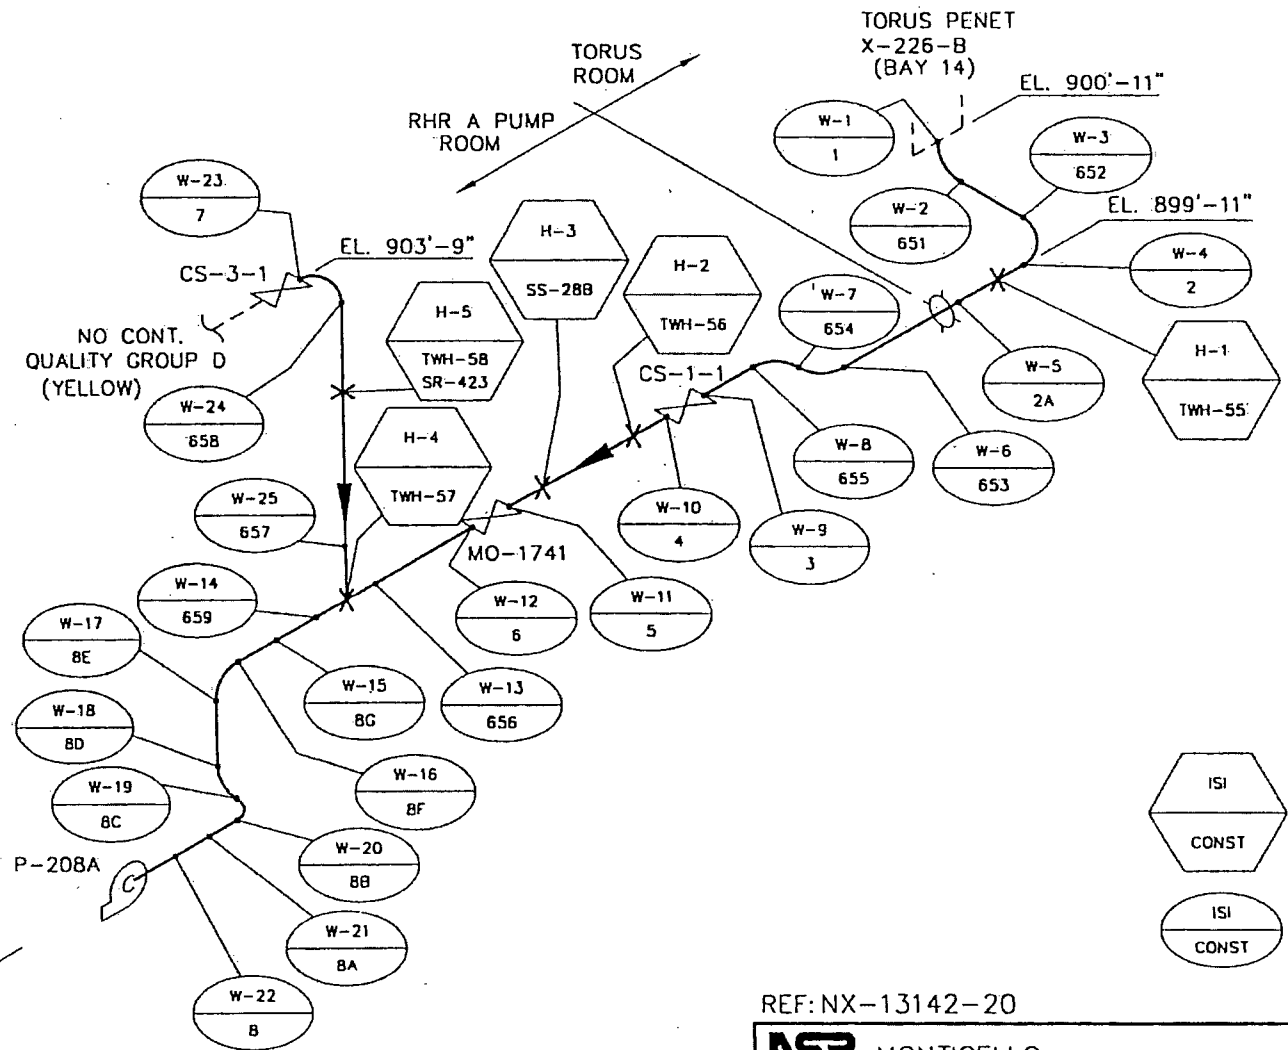 TORUS PENET
X-226-B
(BAY 14)
TORUS
ROOM
EL. 900'-11"
RHR A PUMP
ROOM
W-1
1
W-3
652
W-23
7
W-2
651
EL. 899'-11"
EL. 903'-9"
H-3
SS-28B
H-2
TWH-56
W-4
2
CS-3-1
W-7
654
H-5
TWH-58
SR-423
NO CONT.
QUALITY GROUP D
(YELLOW)
CS-1-1
W-5
2A
H-1
TWH-55
W-24
658
H-4
TWH-57
W-8
655
W-6
653
W-25
657
W-10
4
W-9
3
MO-1741
W-14
659
W-12
6
W-11
5
W-17
8E
W-15
8G
W-13
656
W-18
8D
W-16
8F
W-19
8C
ISI
CONST
P-208A
W-20
8B
W-21
8A
ISI
CONST
W-22
8
REF: NX-13142-20
NSP